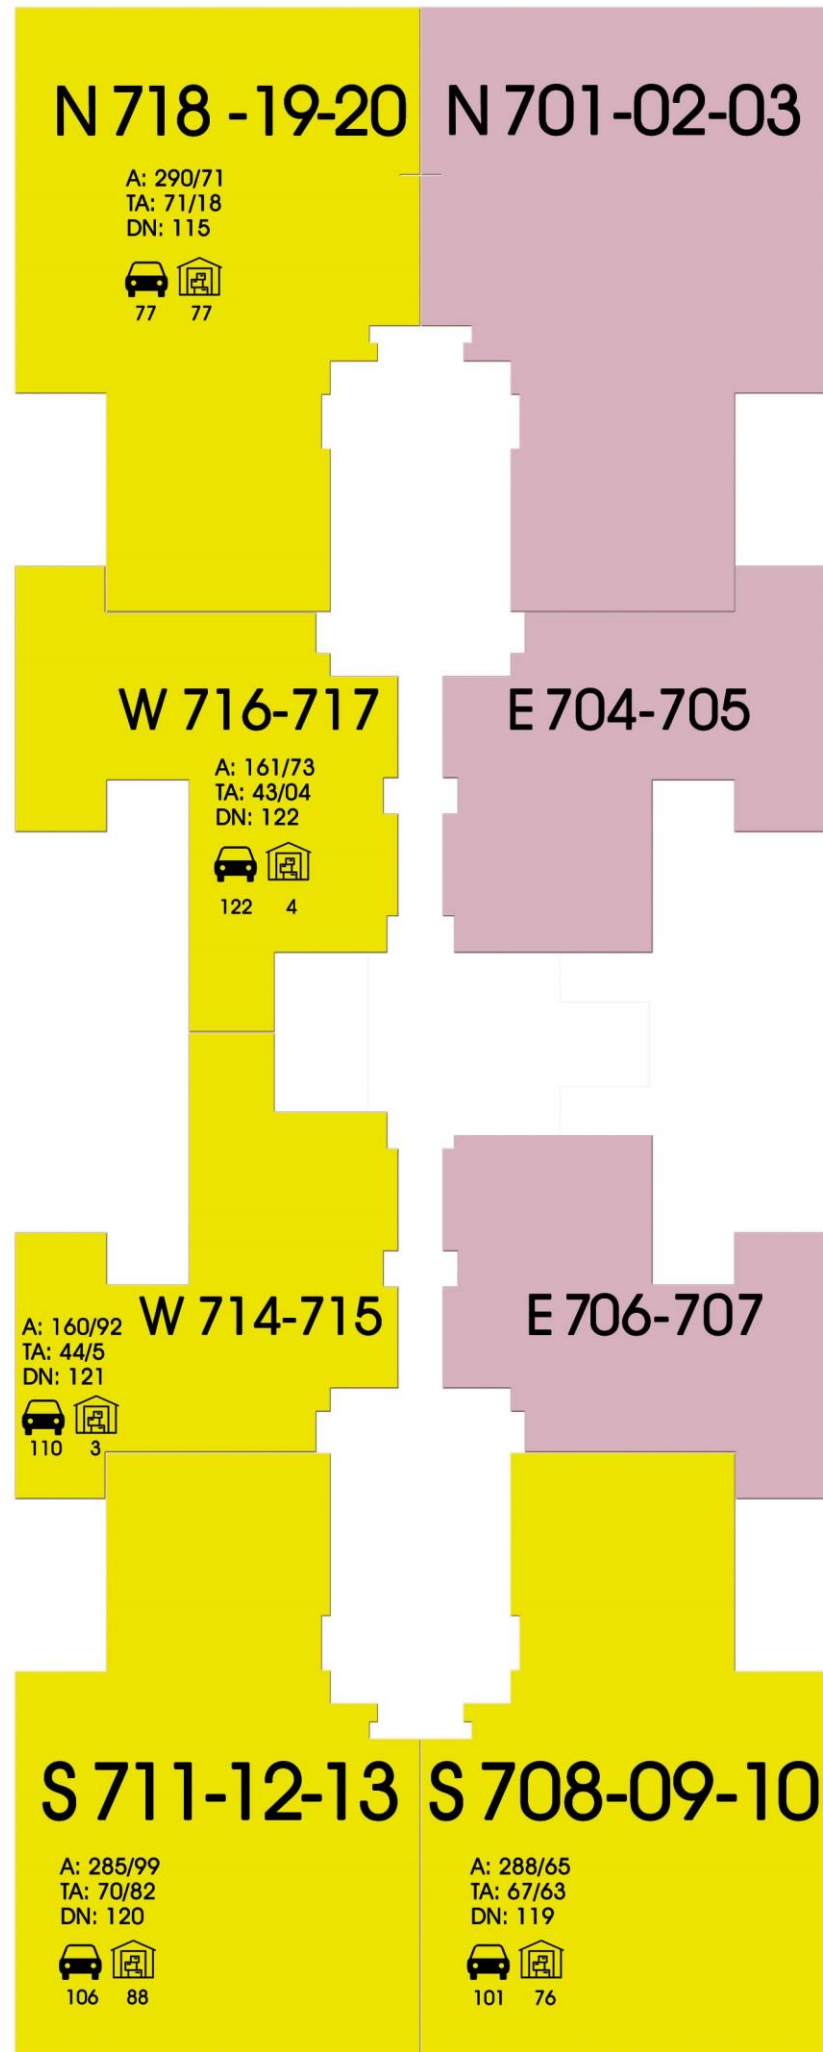 N 718 -19-20
A: 290/71
TA: 71/18
DN: 115
77 77
N 701-02-03
W 716-717
A: 161/73
TA: 43/04
DN: 122
122 4
E 704-705
W 714-715
A: 160/92
TA: 44/5
DN: 121
110 3
E 706-707
S 711-12-13
A: 285/99
TA: 70/82
DN: 120
106 88
S 708-09-10
A: 288/65
TA: 67/63
DN: 119
101 76